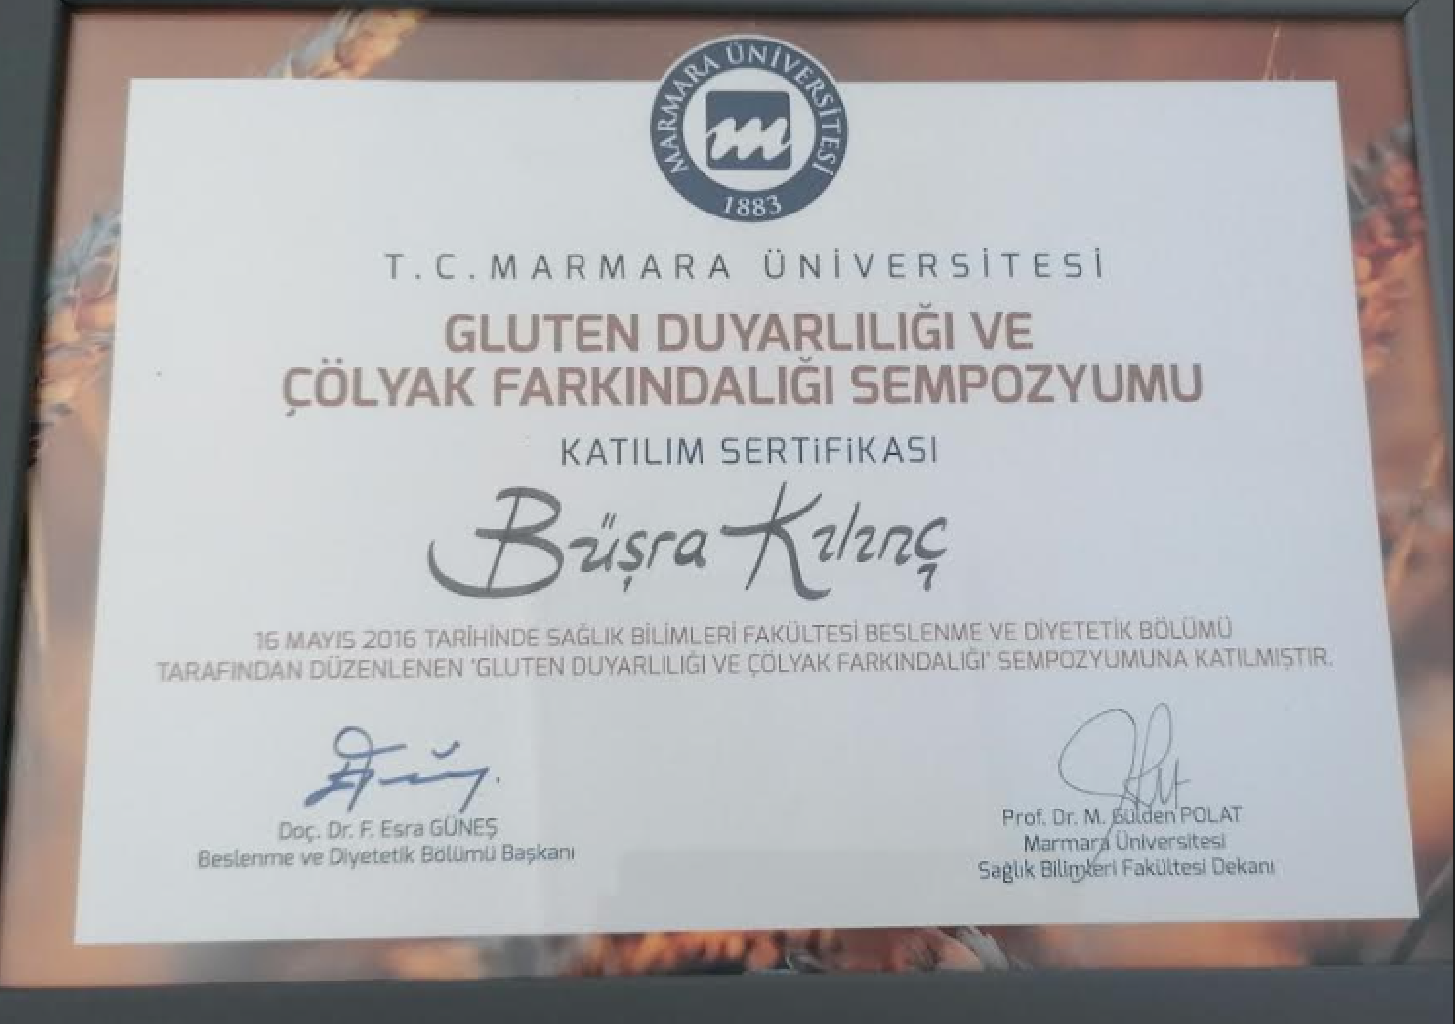 MARMARA ÜNİVERSİTESİ
1883
T.C. MARMARA ÜNİVERSİTESİ
GLUTEN DUYARLILIĞI VE
ÇÖLYAK FARKINDALIĞI SEMPOZYUMU
KATILIM SERTİFİKASI
Büşra Kılınç
16 MAYIS 2016 TARİHİNDE SAĞLIK BİLİMLERİ FAKÜLTESİ BESLENME VE DİYETETİK BÖLÜMÜ
TARAFINDAN DÜZENLENEN 'GLUTEN DUYARLILIĞI VE ÇÖLYAK FARKINDALIĞI' SEMPOZYUMUNA KATILMIŞTIR.
Doç. Dr. F. Esra GÜNEŞ
Beslenme ve Diyetetik Bölümü Başkanı
Prof. Dr. M. Gülden POLAT
Marmara Üniversitesi
Sağlık Bilimleri Fakültesi Dekanı